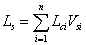 L_s = \sum_{i=1}^{n} L_{ci} V_{si}